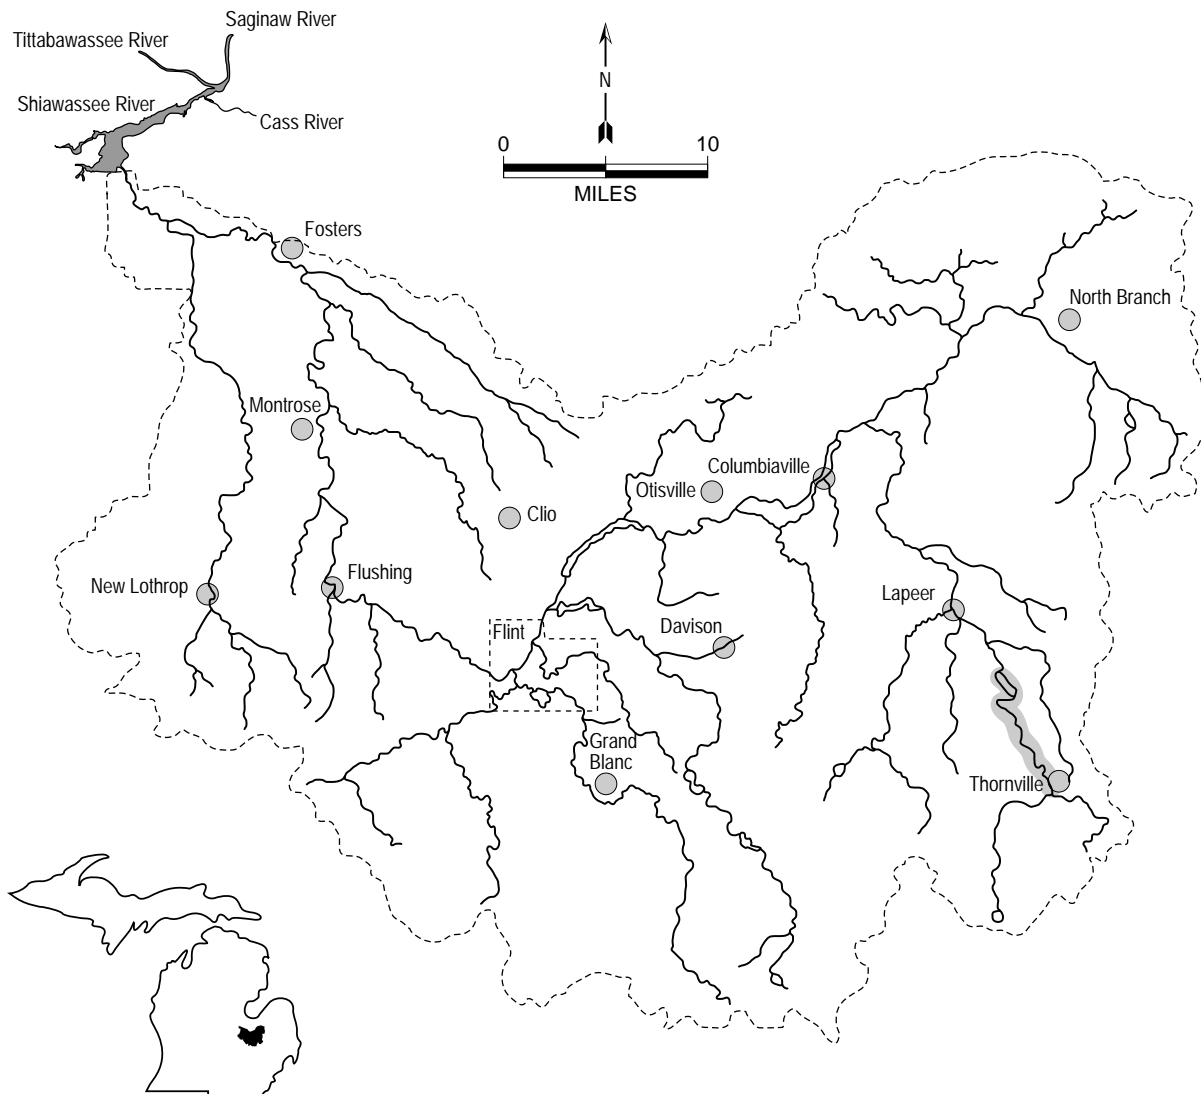 Saginaw River
Tittabawassee River
Shiawassee River
Cass River
N
0 10
MILES
Fosters
North Branch
Montrose
Columbiaville
Otisville
Clio
New Lothrop
Flushing
Lapeer
Flint
Davison
Grand
Blanc
Thornville